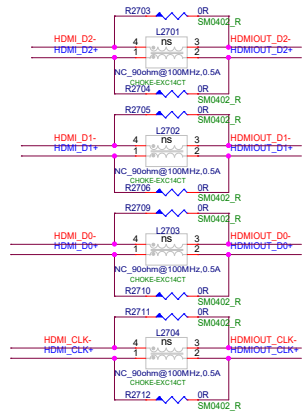 R2703 0R
SM0402_R
L2701
HDMI_D2- 4 ns 3 HDMIOUT_D2-
HDMI_D2+ 1 2 HDMIOUT_D2+
NC_90ohm@100MHz,0.5A
CHOKE-EXC14CT
R2704 0R
SM0402_R
R2705 0R
SM0402_R
L2702
HDMI_D1- 4 ns 3 HDMIOUT_D1-
HDMI_D1+ 1 2 HDMIOUT_D1+
NC_90ohm@100MHz,0.5A
CHOKE-EXC14CT
R2706 0R
SM0402_R
R2709 0R
SM0402_R
L2703
HDMI_D0- 4 ns 3 HDMIOUT_D0-
HDMI_D0+ 1 2 HDMIOUT_D0+
NC_90ohm@100MHz,0.5A
CHOKE-EXC14CT
R2710 0R
SM0402_R
R2711 0R
SM0402_R
L2704
HDMI_CLK- 4 ns 3 HDMIOUT_CLK-
HDMI_CLK+ 1 2 HDMIOUT_CLK+
NC_90ohm@100MHz,0.5A
CHOKE-EXC14CT
R2712 0R
SM0402_R